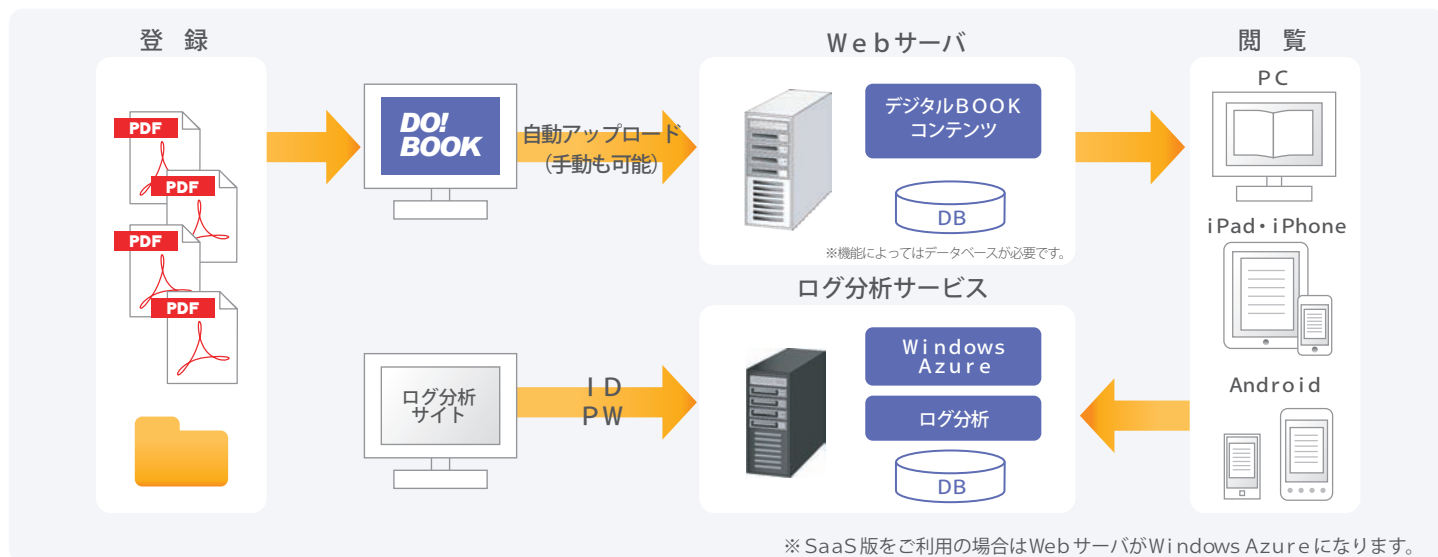 登 録
PDF
PDF
PDF
PDF
DO!
BOOK
自動アップロード
(手動も可能)
Webサーバ
デジタルBOOK
コンテンツ
DB
※機能によってはデータベースが必要です。
閲 覧
PC
iPad・iPhone
Android
ログ分析
サイト
ID
PW
ログ分析サービス
Windows
Azure
ログ分析
DB
※SaaS版をご利用の場合はWebサーバがWindows Azureになります。